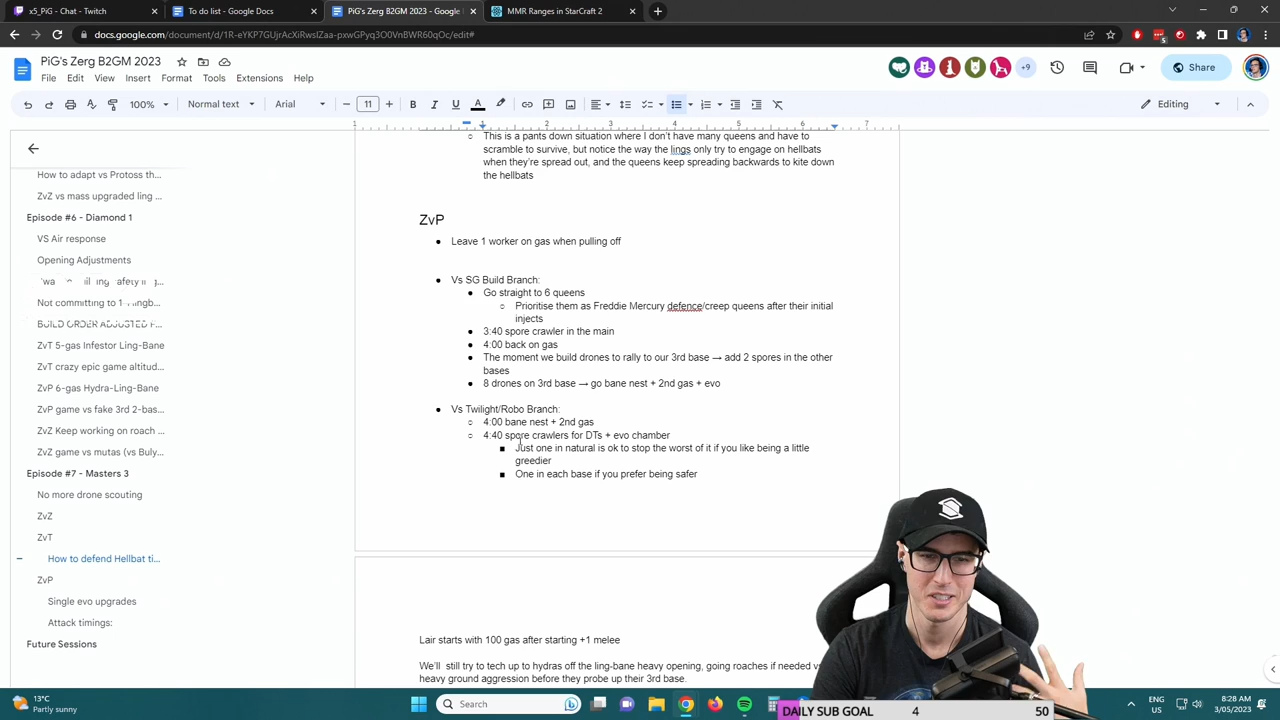 x5_PiG - Chat - Twitch
To do list - Google Docs
PiG's Zerg B2GM 2023 - Google
MMR Ranges in StarCraft 2
docs.google.com/document/d/1R-eYKP7GUjrAcXiRwsIZaa-pxwGPyq3O0VnBWR60qOc/edit#
PiG's Zerg B2GM 2023
File Edit View Insert Format Tools Extensions Help
+9
Share
100%
Normal text
Arial
11
Editing
1 1 2 3 4 5 6 7
How to adapt vs Protoss th...
ZvZ vs mass upgraded ling ...
Episode #6 - Diamond 1
VS Air response
Opening Adjustments
Not committing to
BUILD ORDER ADJUSTED
ZvT 5-gas Infestor Ling-Bane
ZvT crazy epic game altitud...
ZvP 6-gas Hydra-Ling-Bane
ZvP game vs fake 3rd 2-bas...
ZvZ Keep working on roach ...
ZvZ game vs mutas (vs Buly...
Episode #7 - Masters 3
No more drone scouting
ZvZ
ZvT
How to defend Hellbat ti...
ZvP
Single evo upgrades
Attack timings:
Future Sessions
This is a pants down situation where I don't have many queens and have to
scramble to survive, but notice the way the lings only try to engage on hellbats
when they're spread out, and the queens keep spreading backwards to kite down
the hellbats
ZvP
Leave 1 worker on gas when pulling off
Vs SG Build Branch:
Go straight to 6 queens
Prioritise them as Freddie Mercury defence/creep queens after their initial
injects
3:40 spore crawler in the main
4:00 back on gas
The moment we build drones to rally to our 3rd base → add 2 spores in the other
bases
8 drones on 3rd base → go bane nest + 2nd gas + evo
Vs Twilight/Robo Branch:
4:00 bane nest + 2nd gas
4:40 spore crawlers for DTs + evo chamber
Just one in natural is ok to stop the worst of it if you like being a little
greedier
One in each base if you prefer being safer
Lair starts with 100 gas after starting +1 melee
We'll still try to tech up to hydras off the ling-bane heavy opening, going roaches if needed v
heavy ground aggression before they probe up their 3rd base.
13°C
Partly sunny
Search
ENG
US
8:28 AM
3/05/2023
DAILY SUB GOAL 4 50